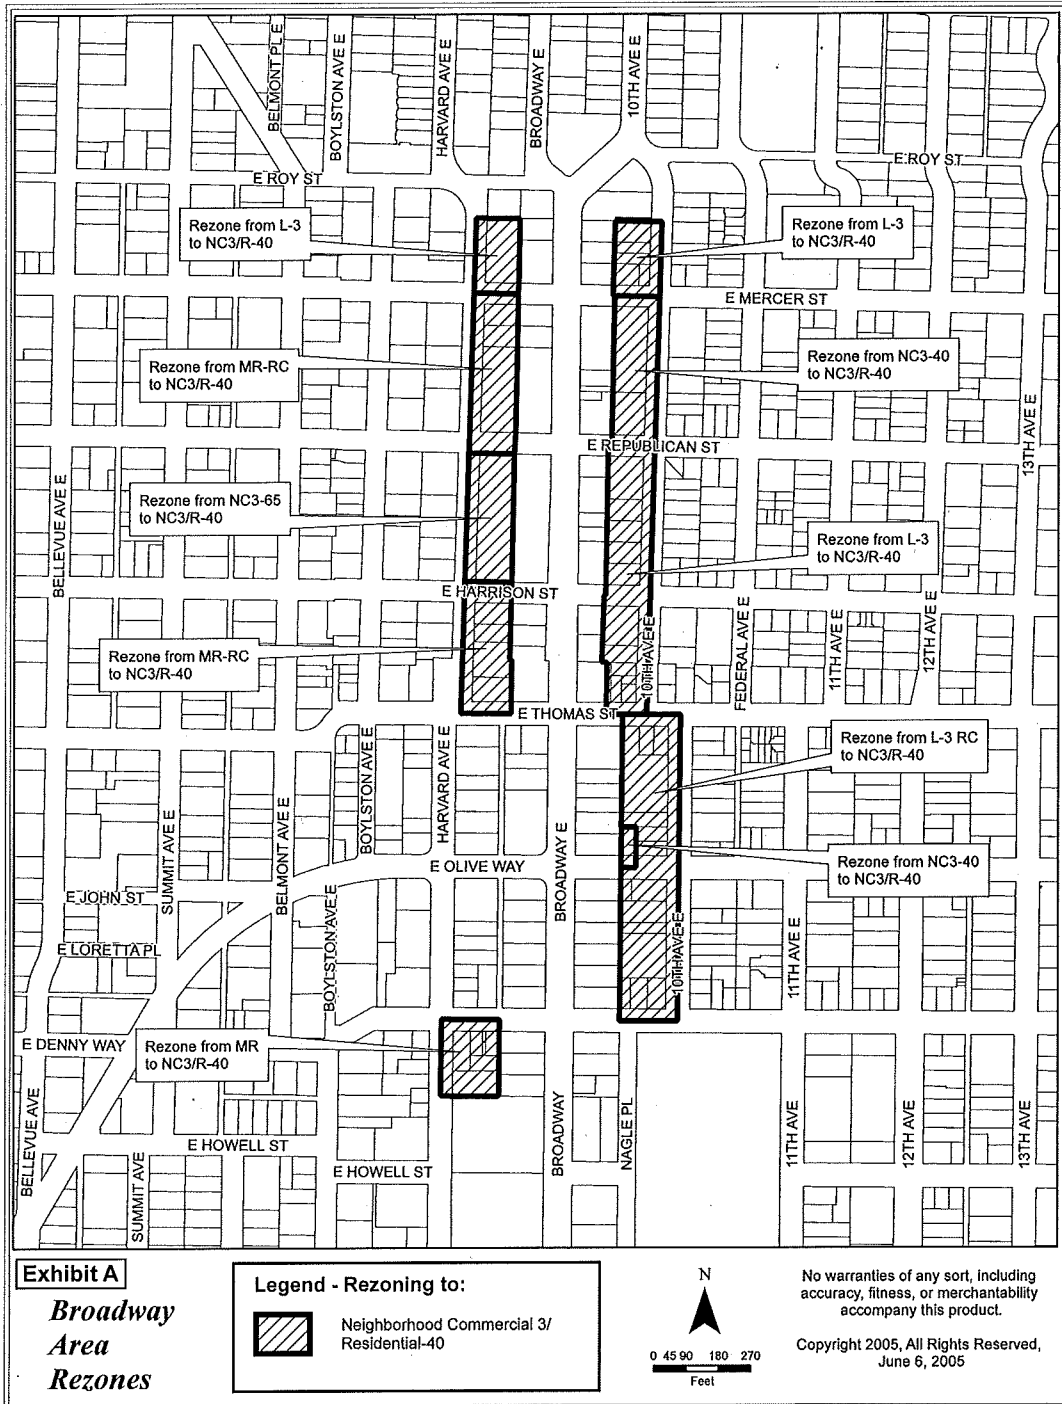 BELMONT PL E
BOYLSTON AVE E
HARVARD AVE E
BROADWAY E
10TH AVE E
E ROY ST
E ROY ST
Rezone from L-3
to NC3/R-40
Rezone from L-3
to NC3/R-40
E MERCER ST
Rezone from MR-RC
to NC3/R-40
Rezone from NC3-40
to NC3/R-40
E REPUBLICAN ST
13TH AVE E
BELLEVUE AVE E
Rezone from NC3-65
to NC3/R-40
Rezone from L-3
to NC3/R-40
E HARRISON ST
Rezone from MR-RC
to NC3/R-40
10TH AVE E
FEDERAL AVE E
11TH AVE E
12TH AVE E
E THOMAS ST
Rezone from L-3 RC
to NC3/R-40
SUMMIT AVE E
BELMONT AVE E
BOYLSTON AVE E
HARVARD AVE E
E OLIVE WAY
BROADWAY E
Rezone from NC3-40
to NC3/R-40
E JOHN ST
E LORETTA PL
BOYLSTON AVE
10TH AVE E
11TH AVE E
E DENNY WAY
Rezone from MR
to NC3/R-40
BELLEVUE AVE
SUMMIT AVE
E HOWELL ST
E HOWELL ST
BROADWAY
NAGLE PL
11TH AVE
12TH AVE
13TH AVE
Exhibit A
Broadway
Area
Rezones
Legend - Rezoning to:
Neighborhood Commercial 3/
Residential-40
N
0 45 90 180 270
Feet
No warranties of any sort, including
accuracy, fitness, or merchantability
accompany this product.
Copyright 2005, All Rights Reserved,
June 6, 2005